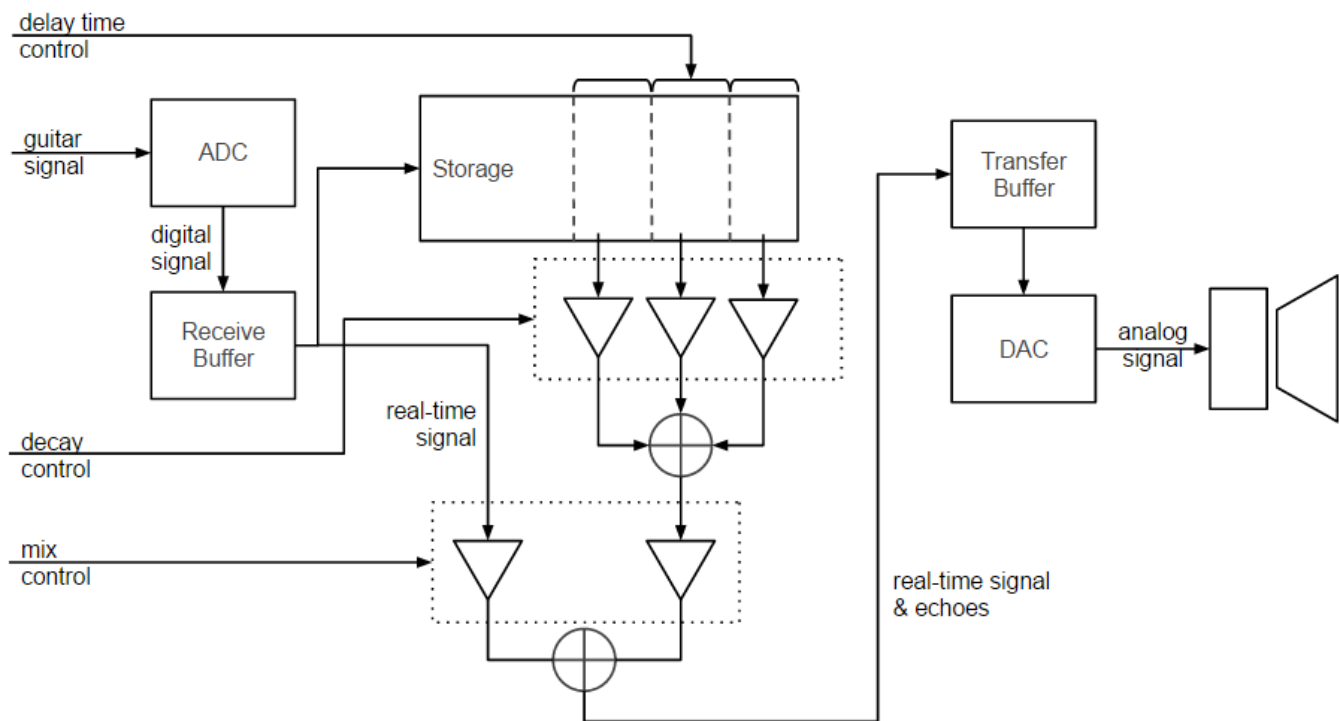 delay time
control
guitar
signal
ADC
Storage
digital
signal
Receive
Buffer
Transfer
Buffer
DAC
analog
signal
real-time
signal
decay
control
mix
control
real-time signal
& echoes